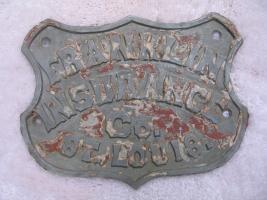 FRANKLIN
INSURANCE
Co.
ST. LOUIS.